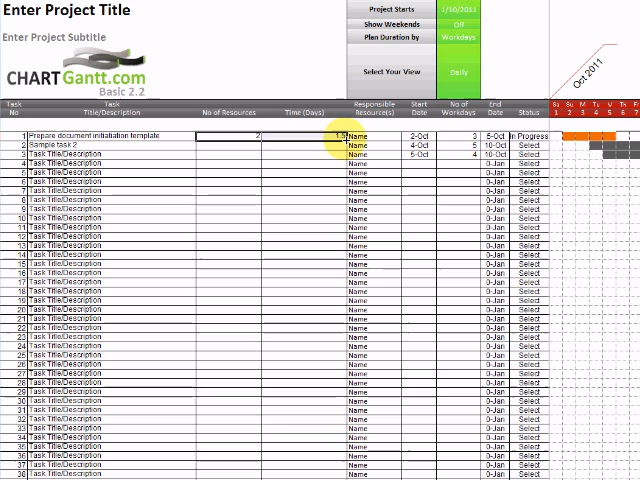 Enter Project Title
Enter Project Subtitle
CHARTGantt.com
Basic 2.2
Project Starts 1/10/2011
Show Weekends Off
Plan Duration by Workdays
Select Your View Daily
Oct 2011
Task No Task Title/Description No of Resources Time (Days) Responsible Resource(s) Start Date No of Workdays End Date Status Sa 1 Su 2 M 3 T 4 W 5 T 6 F 7
1 Prepare document initiatiation template 2 1.5 Name 2-Oct 3 5-Oct In Progress
2 Sample task 2 Name 4-Oct 5 10-Oct Select
3 Task Title/Description Name 5-Oct 4 10-Oct Select
4 Task Title/Description Name 0-Jan Select
5 Task Title/Description Name 0-Jan Select
6 Task Title/Description Name 0-Jan Select
7 Task Title/Description Name 0-Jan Select
8 Task Title/Description Name 0-Jan Select
9 Task Title/Description Name 0-Jan Select
10 Task Title/Description Name 0-Jan Select
11 Task Title/Description Name 0-Jan Select
12 Task Title/Description Name 0-Jan Select
13 Task Title/Description Name 0-Jan Select
14 Task Title/Description Name 0-Jan Select
15 Task Title/Description Name 0-Jan Select
16 Task Title/Description Name 0-Jan Select
17 Task Title/Description Name 0-Jan Select
18 Task Title/Description Name 0-Jan Select
19 Task Title/Description Name 0-Jan Select
20 Task Title/Description Name 0-Jan Select
21 Task Title/Description Name 0-Jan Select
22 Task Title/Description Name 0-Jan Select
23 Task Title/Description Name 0-Jan Select
24 Task Title/Description Name 0-Jan Select
25 Task Title/Description Name 0-Jan Select
26 Task Title/Description Name 0-Jan Select
27 Task Title/Description Name 0-Jan Select
28 Task Title/Description Name 0-Jan Select
29 Task Title/Description Name 0-Jan Select
30 Task Title/Description Name 0-Jan Select
31 Task Title/Description Name 0-Jan Select
32 Task Title/Description Name 0-Jan Select
33 Task Title/Description Name 0-Jan Select
34 Task Title/Description Name 0-Jan Select
35 Task Title/Description Name 0-Jan Select
36 Task Title/Description Name 0-Jan Select
37 Task Title/Description Name 0-Jan Select
38 Task Title/Description Name 0-Jan Select